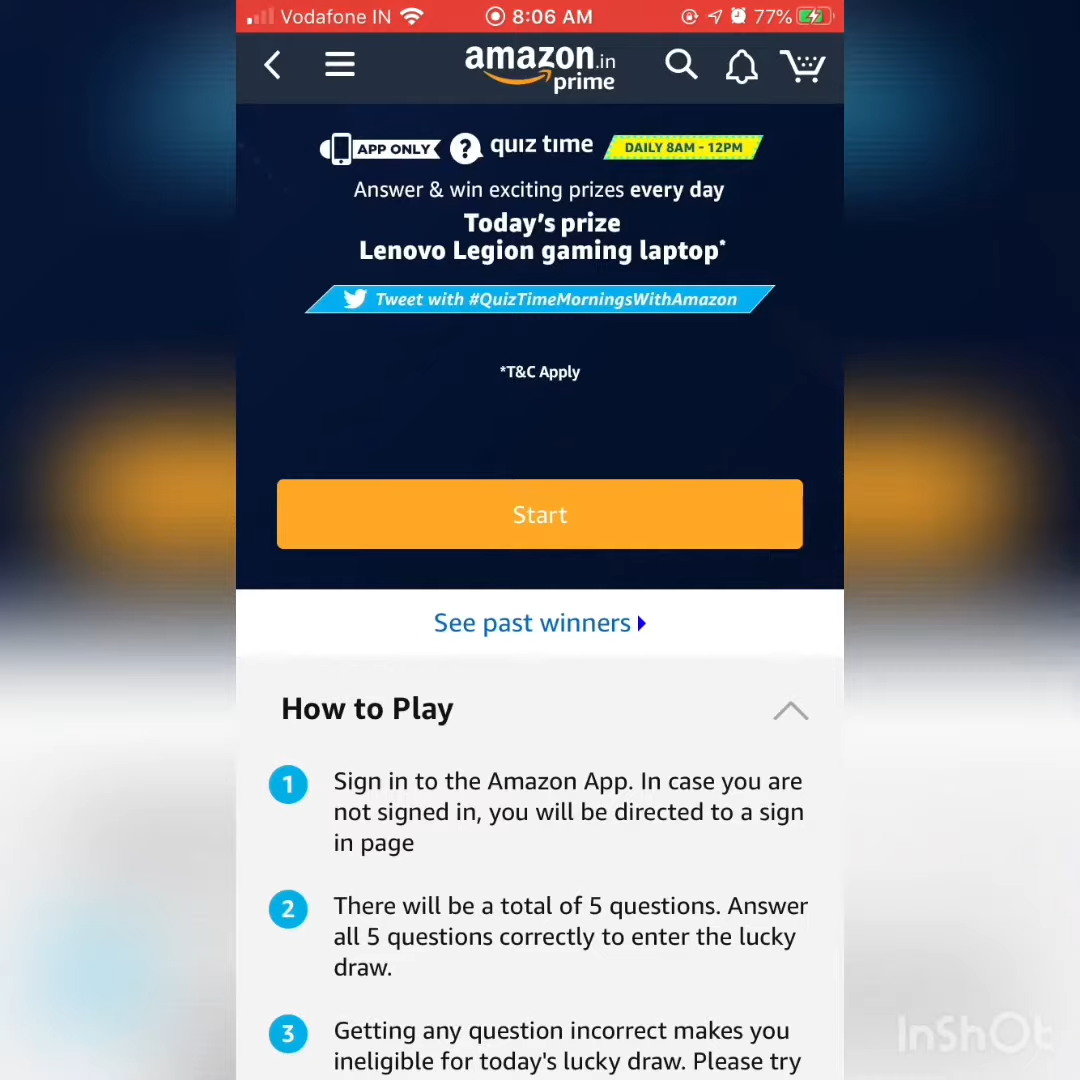 Vodafone IN 8:06 AM 77%
amazon.in
prime
APP ONLY ? quiz time DAILY 8AM - 12PM
Answer & win exciting prizes every day
Today's prize
Lenovo Legion gaming laptop*
Tweet with #QuizTimeMorningsWithAmazon
*T&C Apply
Start
See past winners
How to Play
1 Sign in to the Amazon App. In case you are
not signed in, you will be directed to a sign
in page
2 There will be a total of 5 questions. Answer
all 5 questions correctly to enter the lucky
draw.
3 Getting any question incorrect makes you
ineligible for today's lucky draw. Please try
InShOt